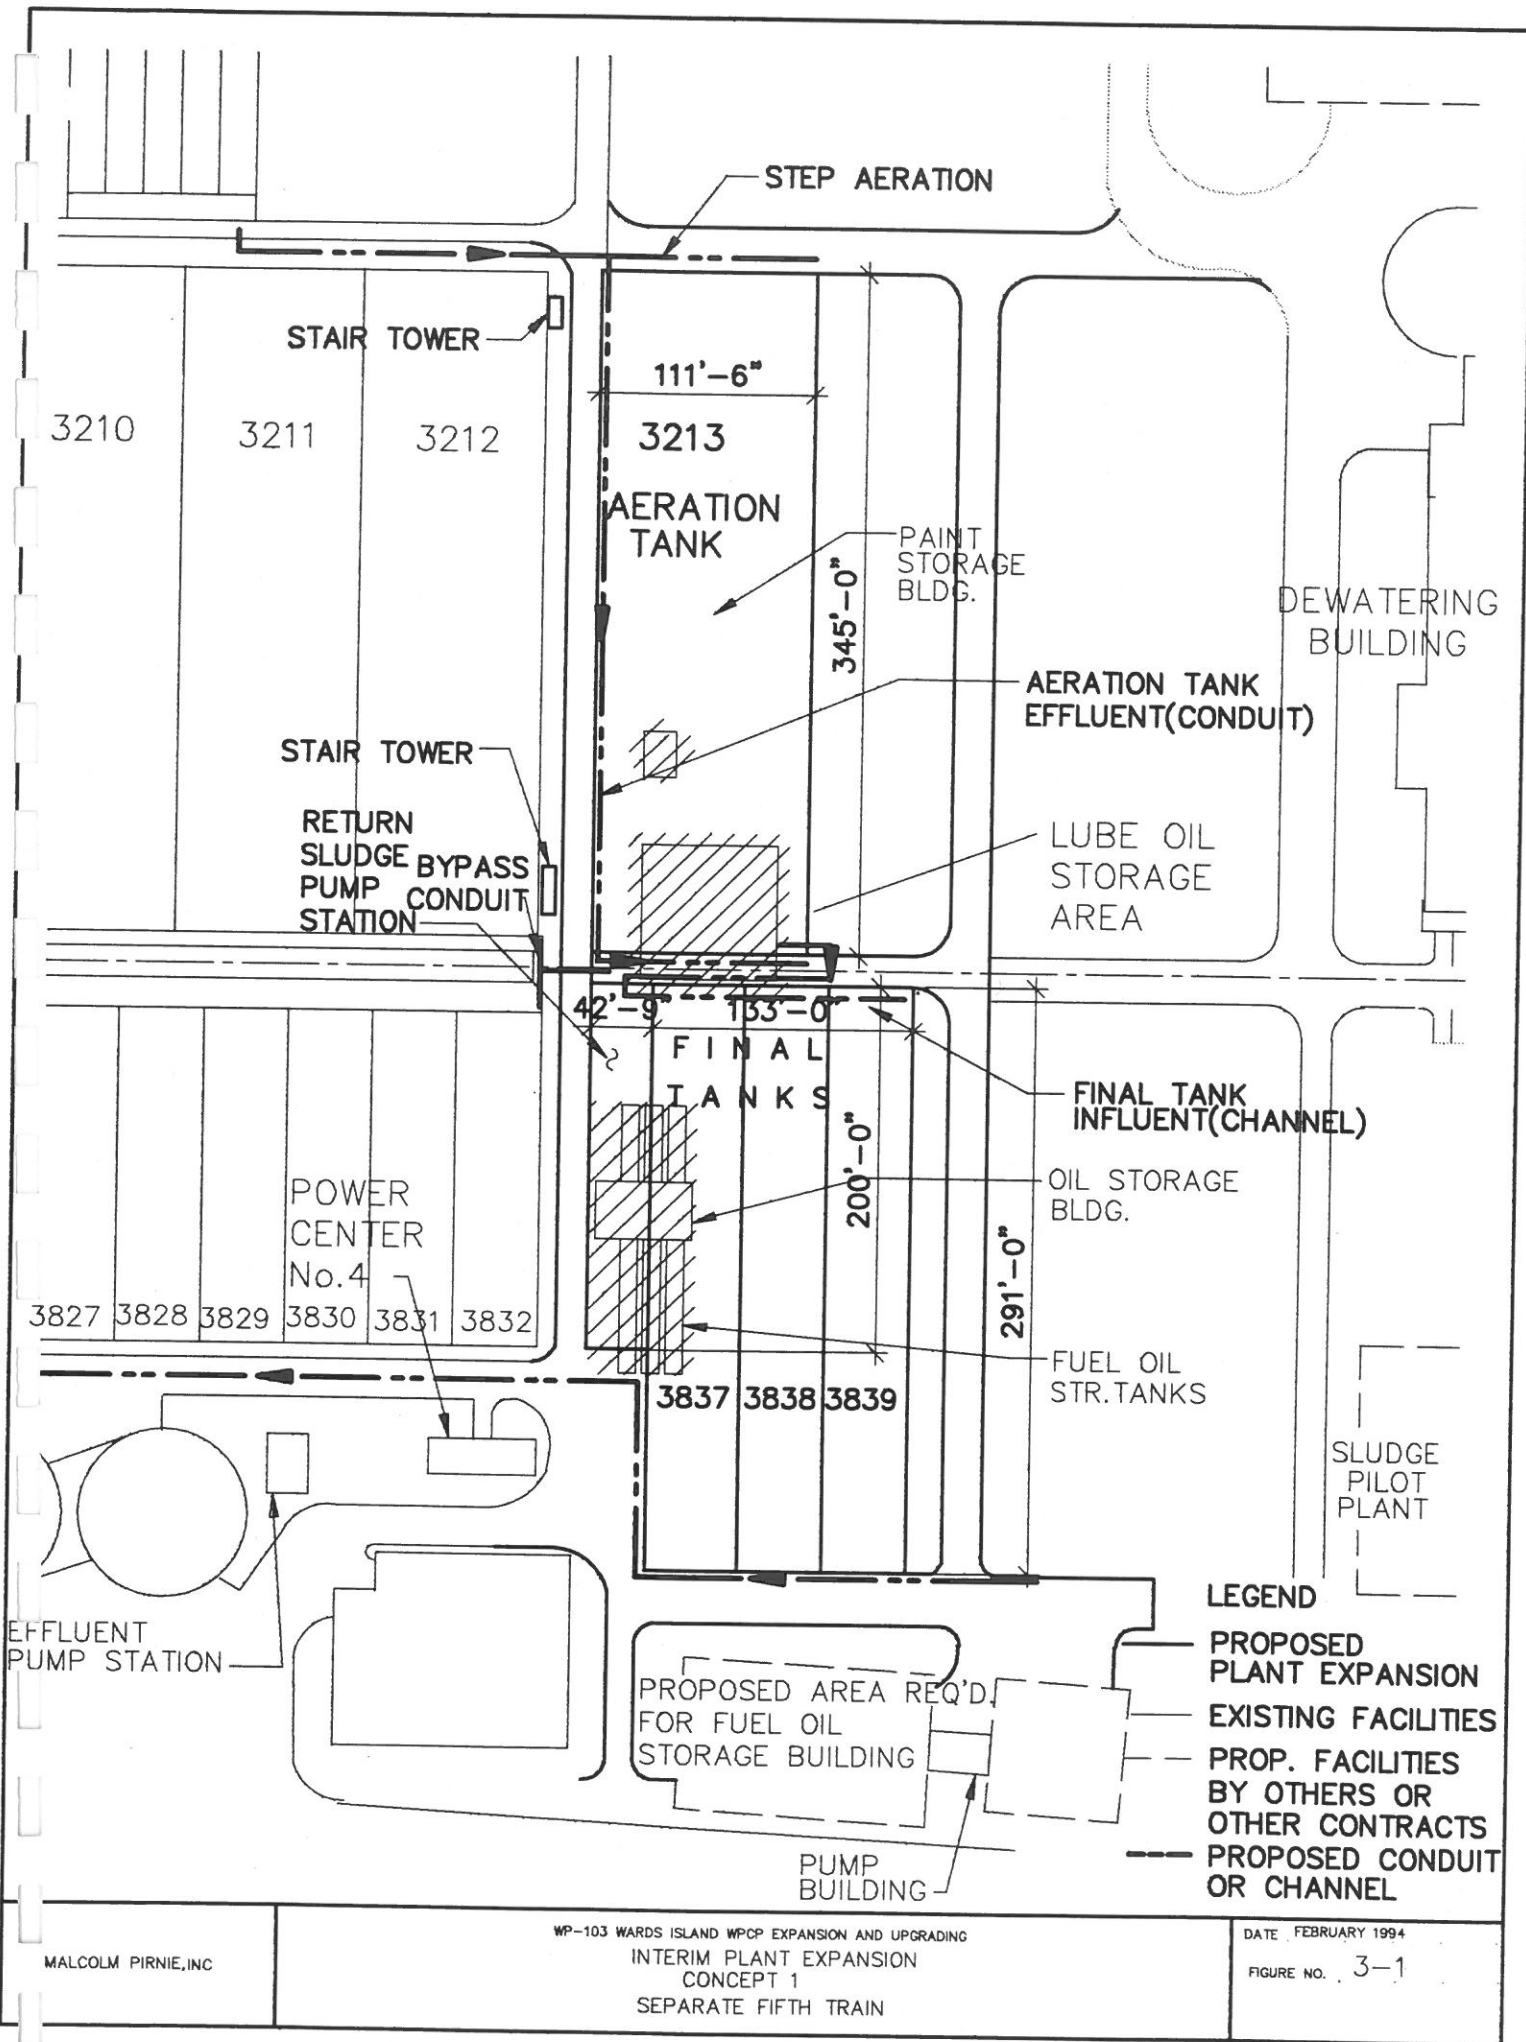 STEP AERATION
STAIR TOWER
111'-6"
3210
3211
3212
3213
AERATION
TANK
PAINT
STORAGE
BLDG.
345'-0"
DEWATERING
BUILDING
AERATION TANK
EFFLUENT(CONDUIT)
STAIR TOWER
RETURN
SLUDGE
PUMP
STATION
BYPASS
CONDUIT
LUBE OIL
STORAGE
AREA
42'-9"
133'-0"
FINAL
TANKS
FINAL TANK
INFLUENT(CHANNEL)
200'-0"
OIL STORAGE
BLDG.
291'-0"
POWER
CENTER
No.4
3827 3828 3829 3830 3831 3832
FUEL OIL
STR.TANKS
3837 3838 3839
SLUDGE
PILOT
PLANT
EFFLUENT
PUMP STATION
PROPOSED AREA REQ'D.
FOR FUEL OIL
STORAGE BUILDING
PUMP
BUILDING
LEGEND
PROPOSED
PLANT EXPANSION
EXISTING FACILITIES
PROP. FACILITIES
BY OTHERS OR
OTHER CONTRACTS
PROPOSED CONDUIT
OR CHANNEL
MALCOLM PIRNIE,INC
WP-103 WARDS ISLAND WPCP EXPANSION AND UPGRADING
INTERIM PLANT EXPANSION
CONCEPT 1
SEPARATE FIFTH TRAIN
DATE FEBRUARY 1994
FIGURE NO. 3-1